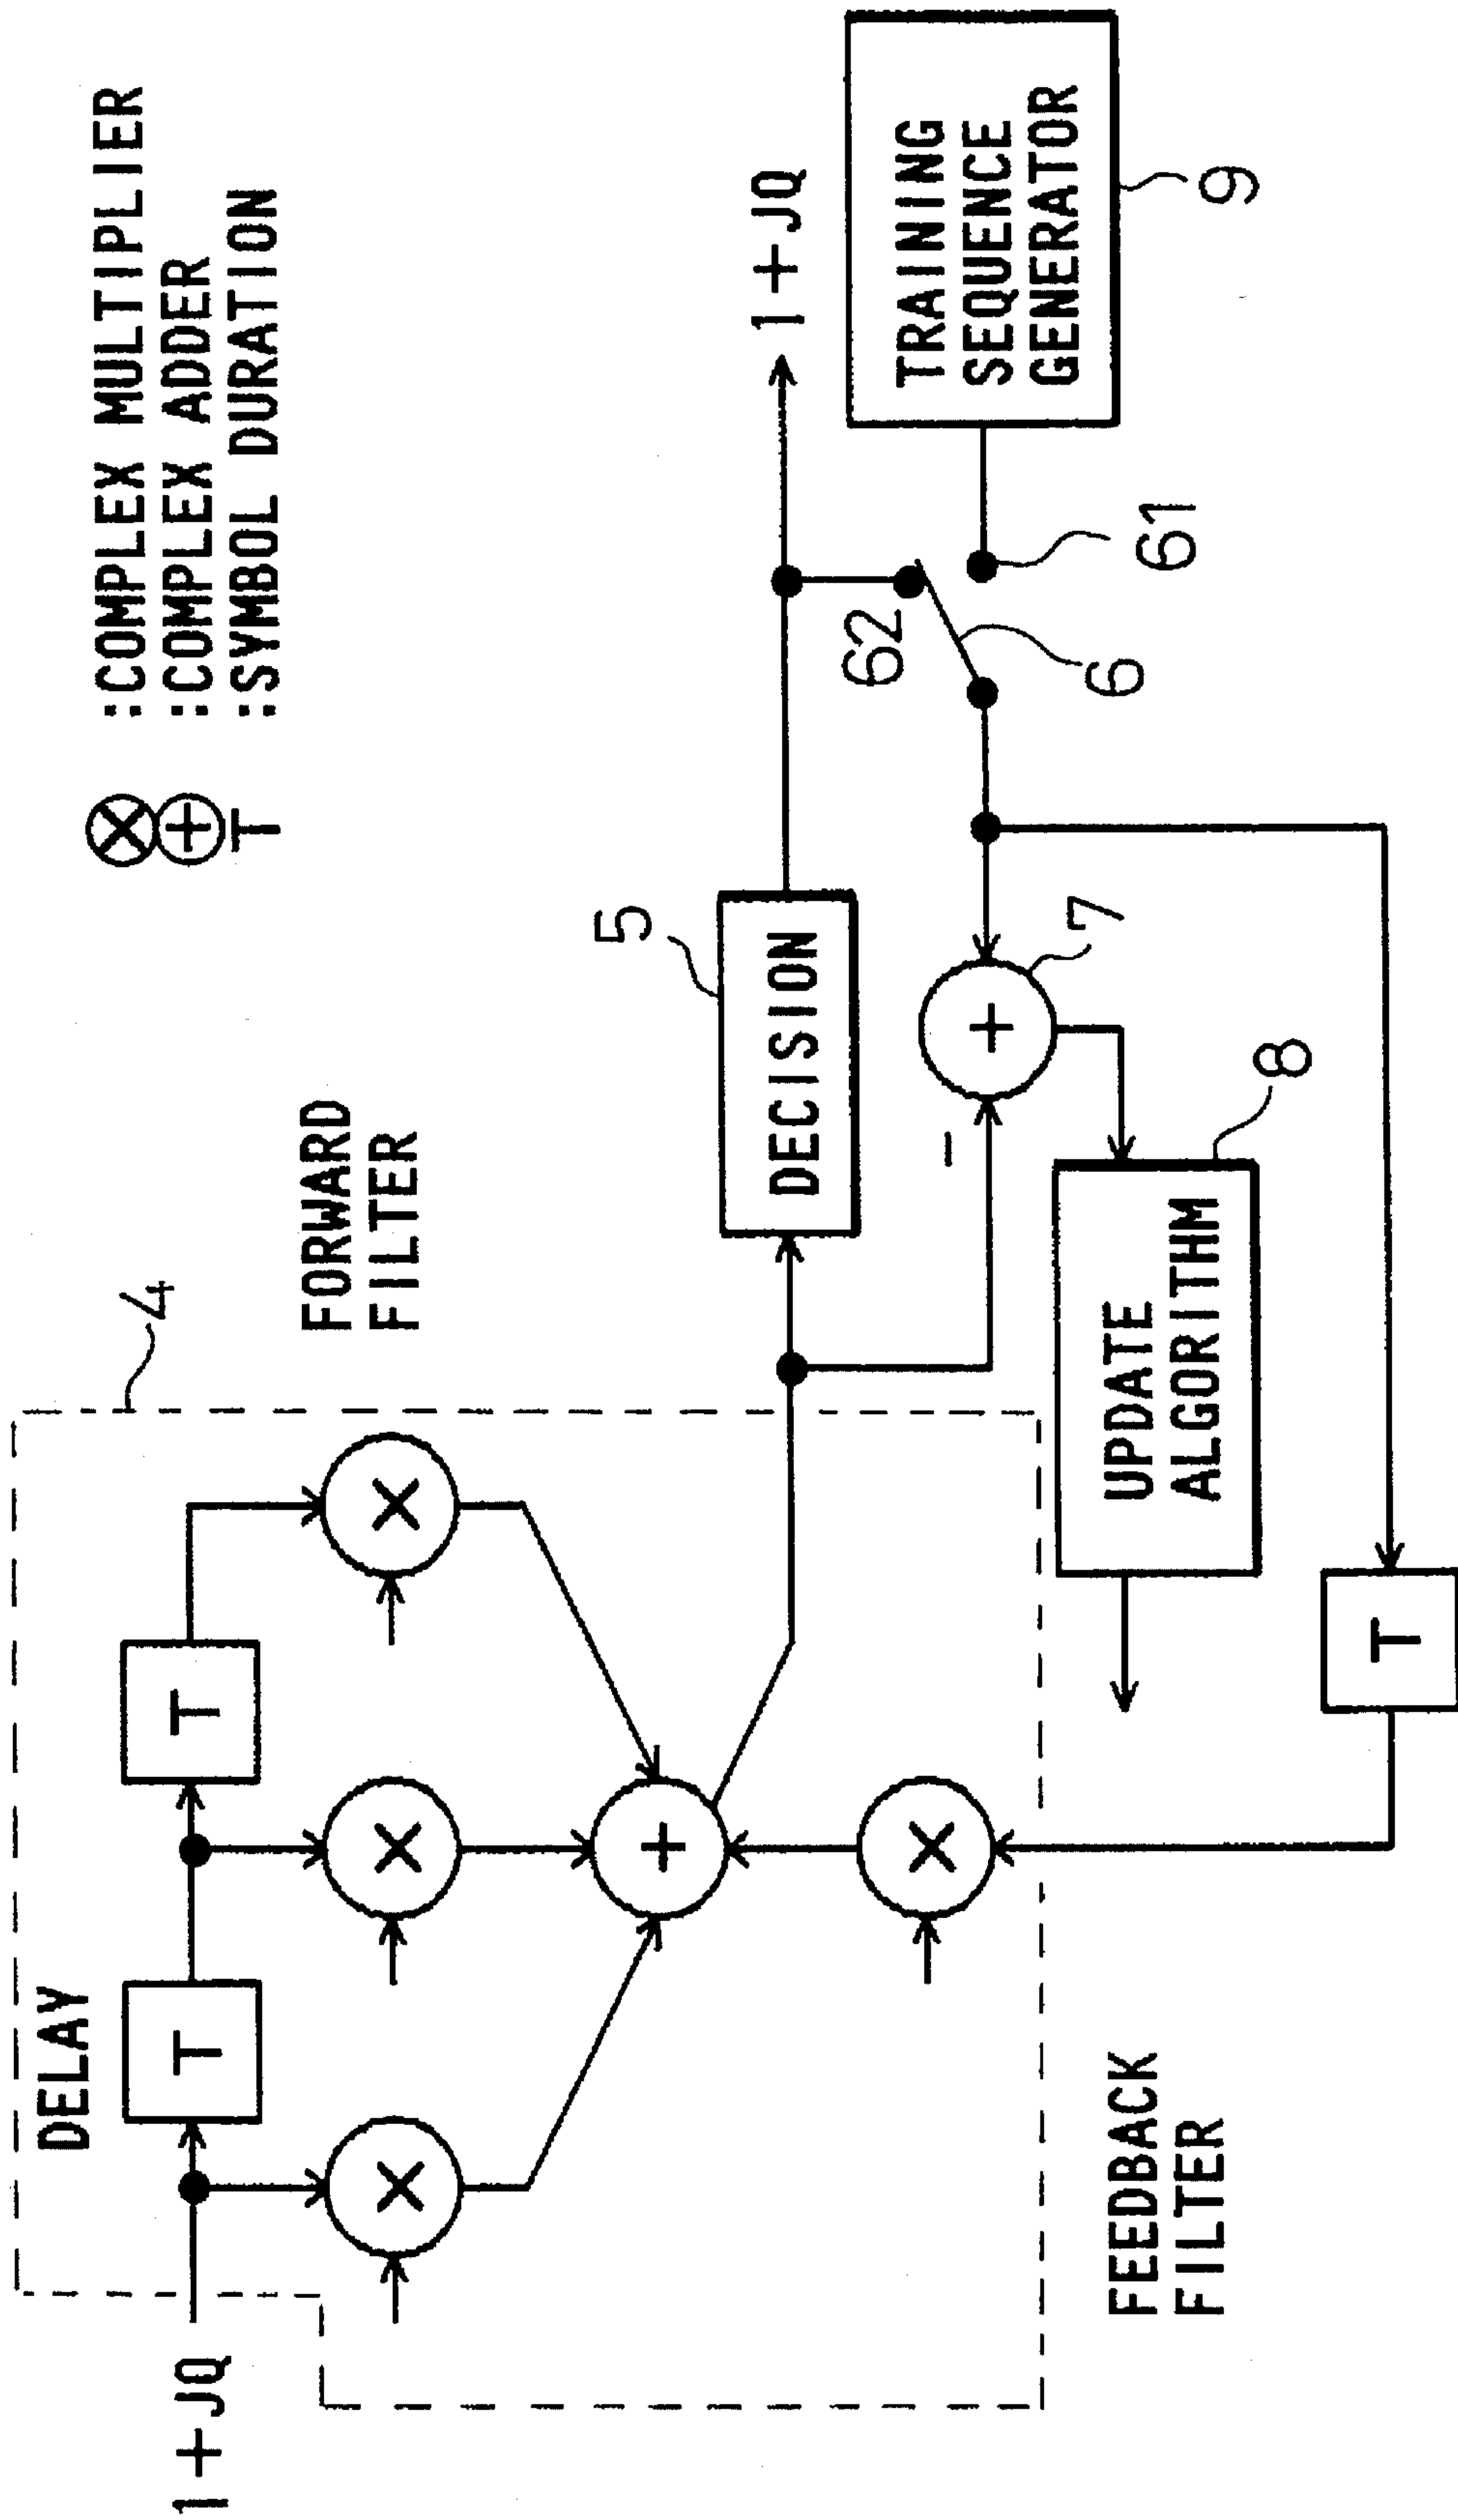 ⊗ :COMPLEX MULTIPLIER
⊕ :COMPLEX ADDER
T :SYMBOL DURATION
4
FORWARD
FILTER
DELAY
T
T
×
×
×
+
×
I+JQ
5
DECISION
I+JQ
62
6
61
TRAINING
SEQUENCE
GENERATOR
9
+
-
7
UPDATE
ALGORITHM
8
T
FEEDBACK
FILTER